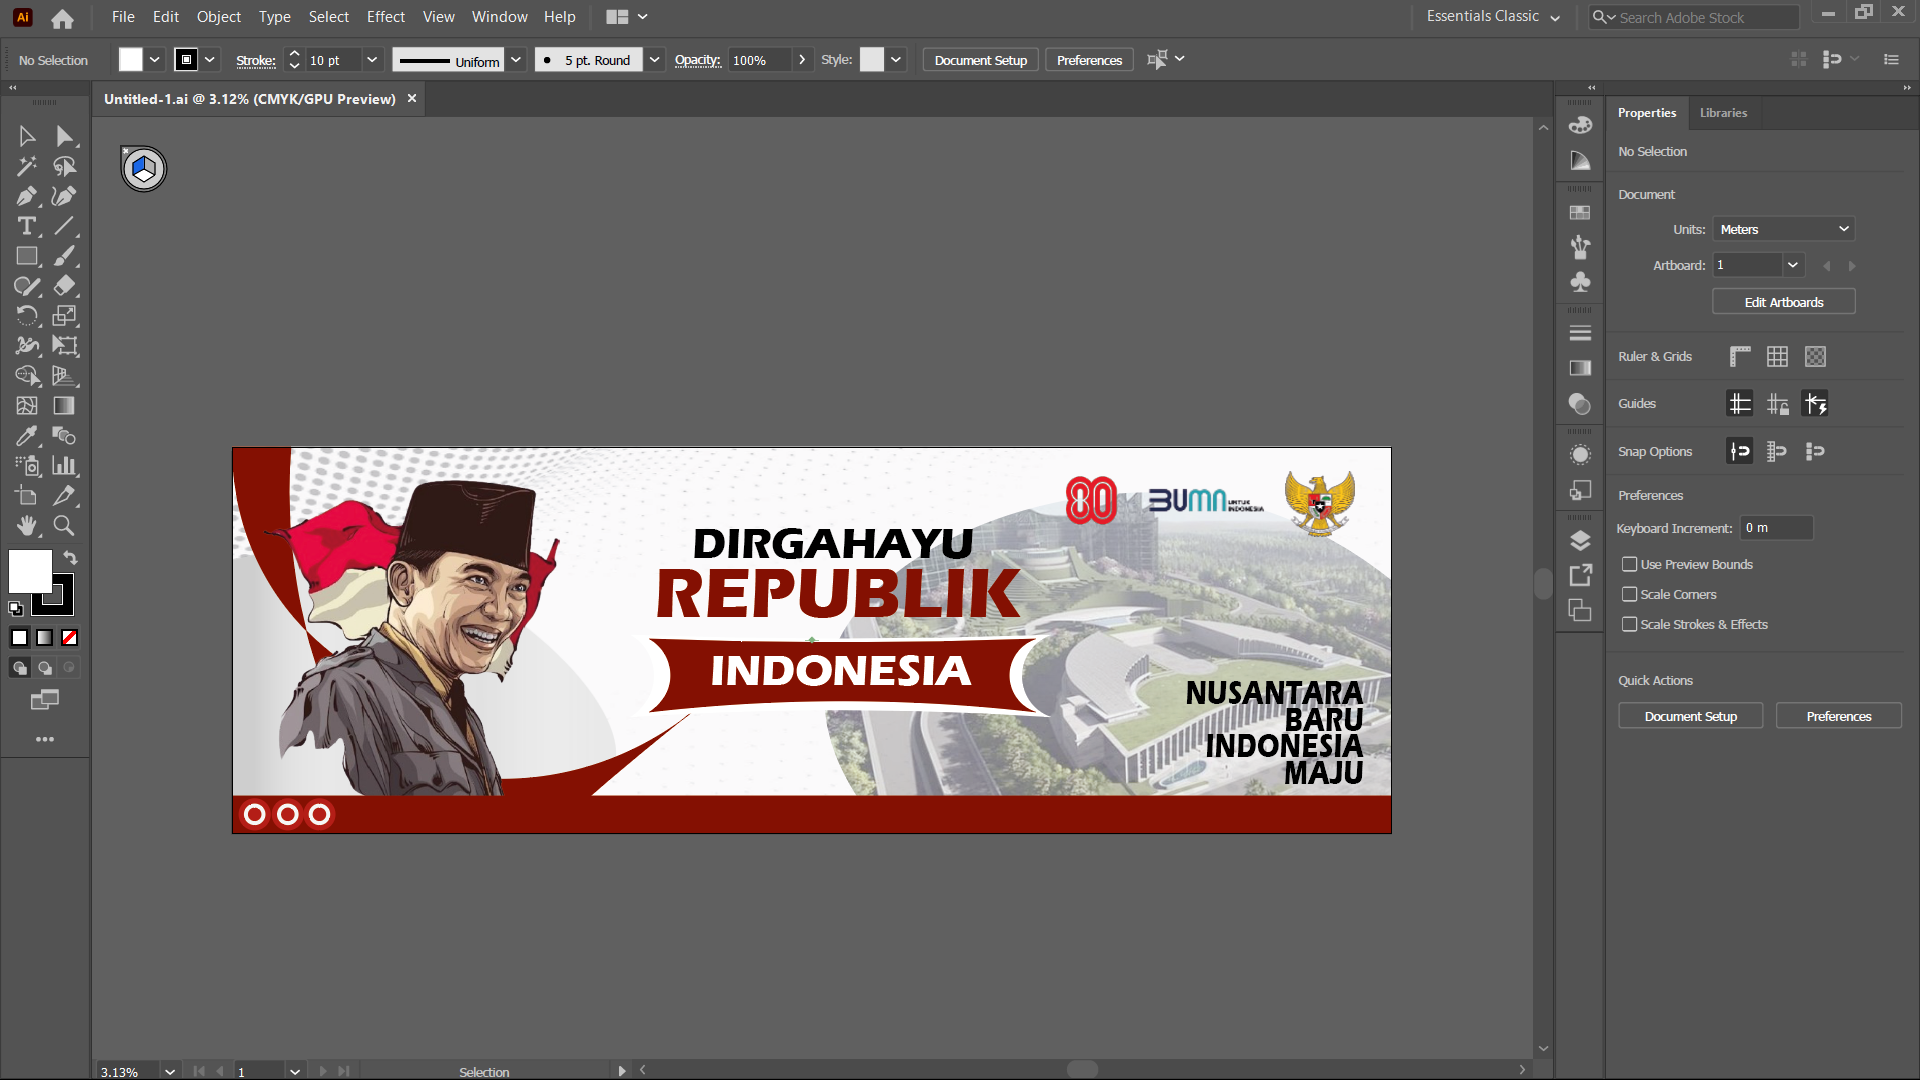 Ai
File Edit Object Type Select Effect View Window Help
Essentials Classic
Search Adobe Stock
No Selection
Stroke: 10 pt
Uniform
5 pt. Round
Opacity: 100%
Style:
Document Setup
Preferences
Untitled-1.ai @ 3.12% (CMYK/GPU Preview)
DIRGAHAYU
REPUBLIK
INDONESIA
80
BUMN UNTUK
INDONESIA
NUSANTARA
BARU
INDONESIA
MAJU
Properties Libraries
No Selection
Document
Units: Meters
Artboard: 1
Edit Artboards
Ruler & Grids
Guides
Snap Options
Preferences
Keyboard Increment: 0 m
Use Preview Bounds
Scale Corners
Scale Strokes & Effects
Quick Actions
Document Setup Preferences
3.13% 1 Selection